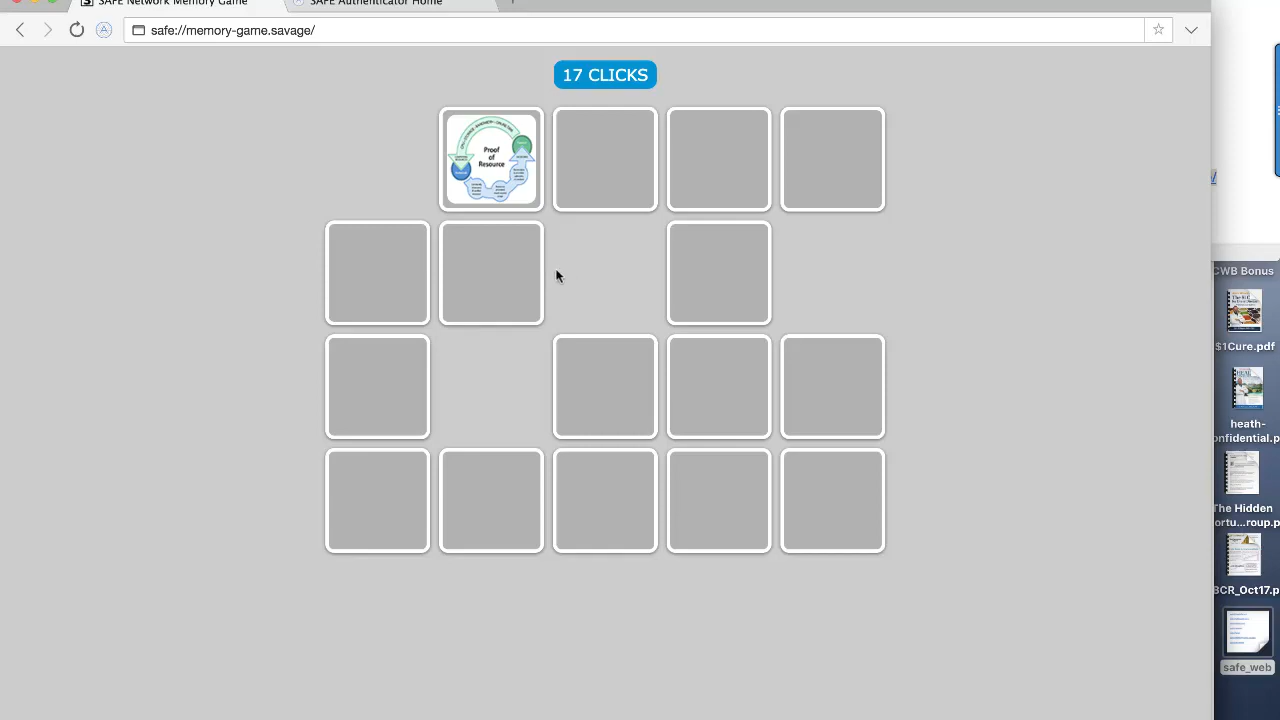 SAFE Network Memory Game
SAFE Authenticator Home
safe://memory-game.savage/
17 CLICKS
Proof
of
Resource
CWB Bonus
$1Cure.pdf
heath-
onfidential.p
The Hidden
ortu...roup.p
BCR_Oct17.p
safe_web